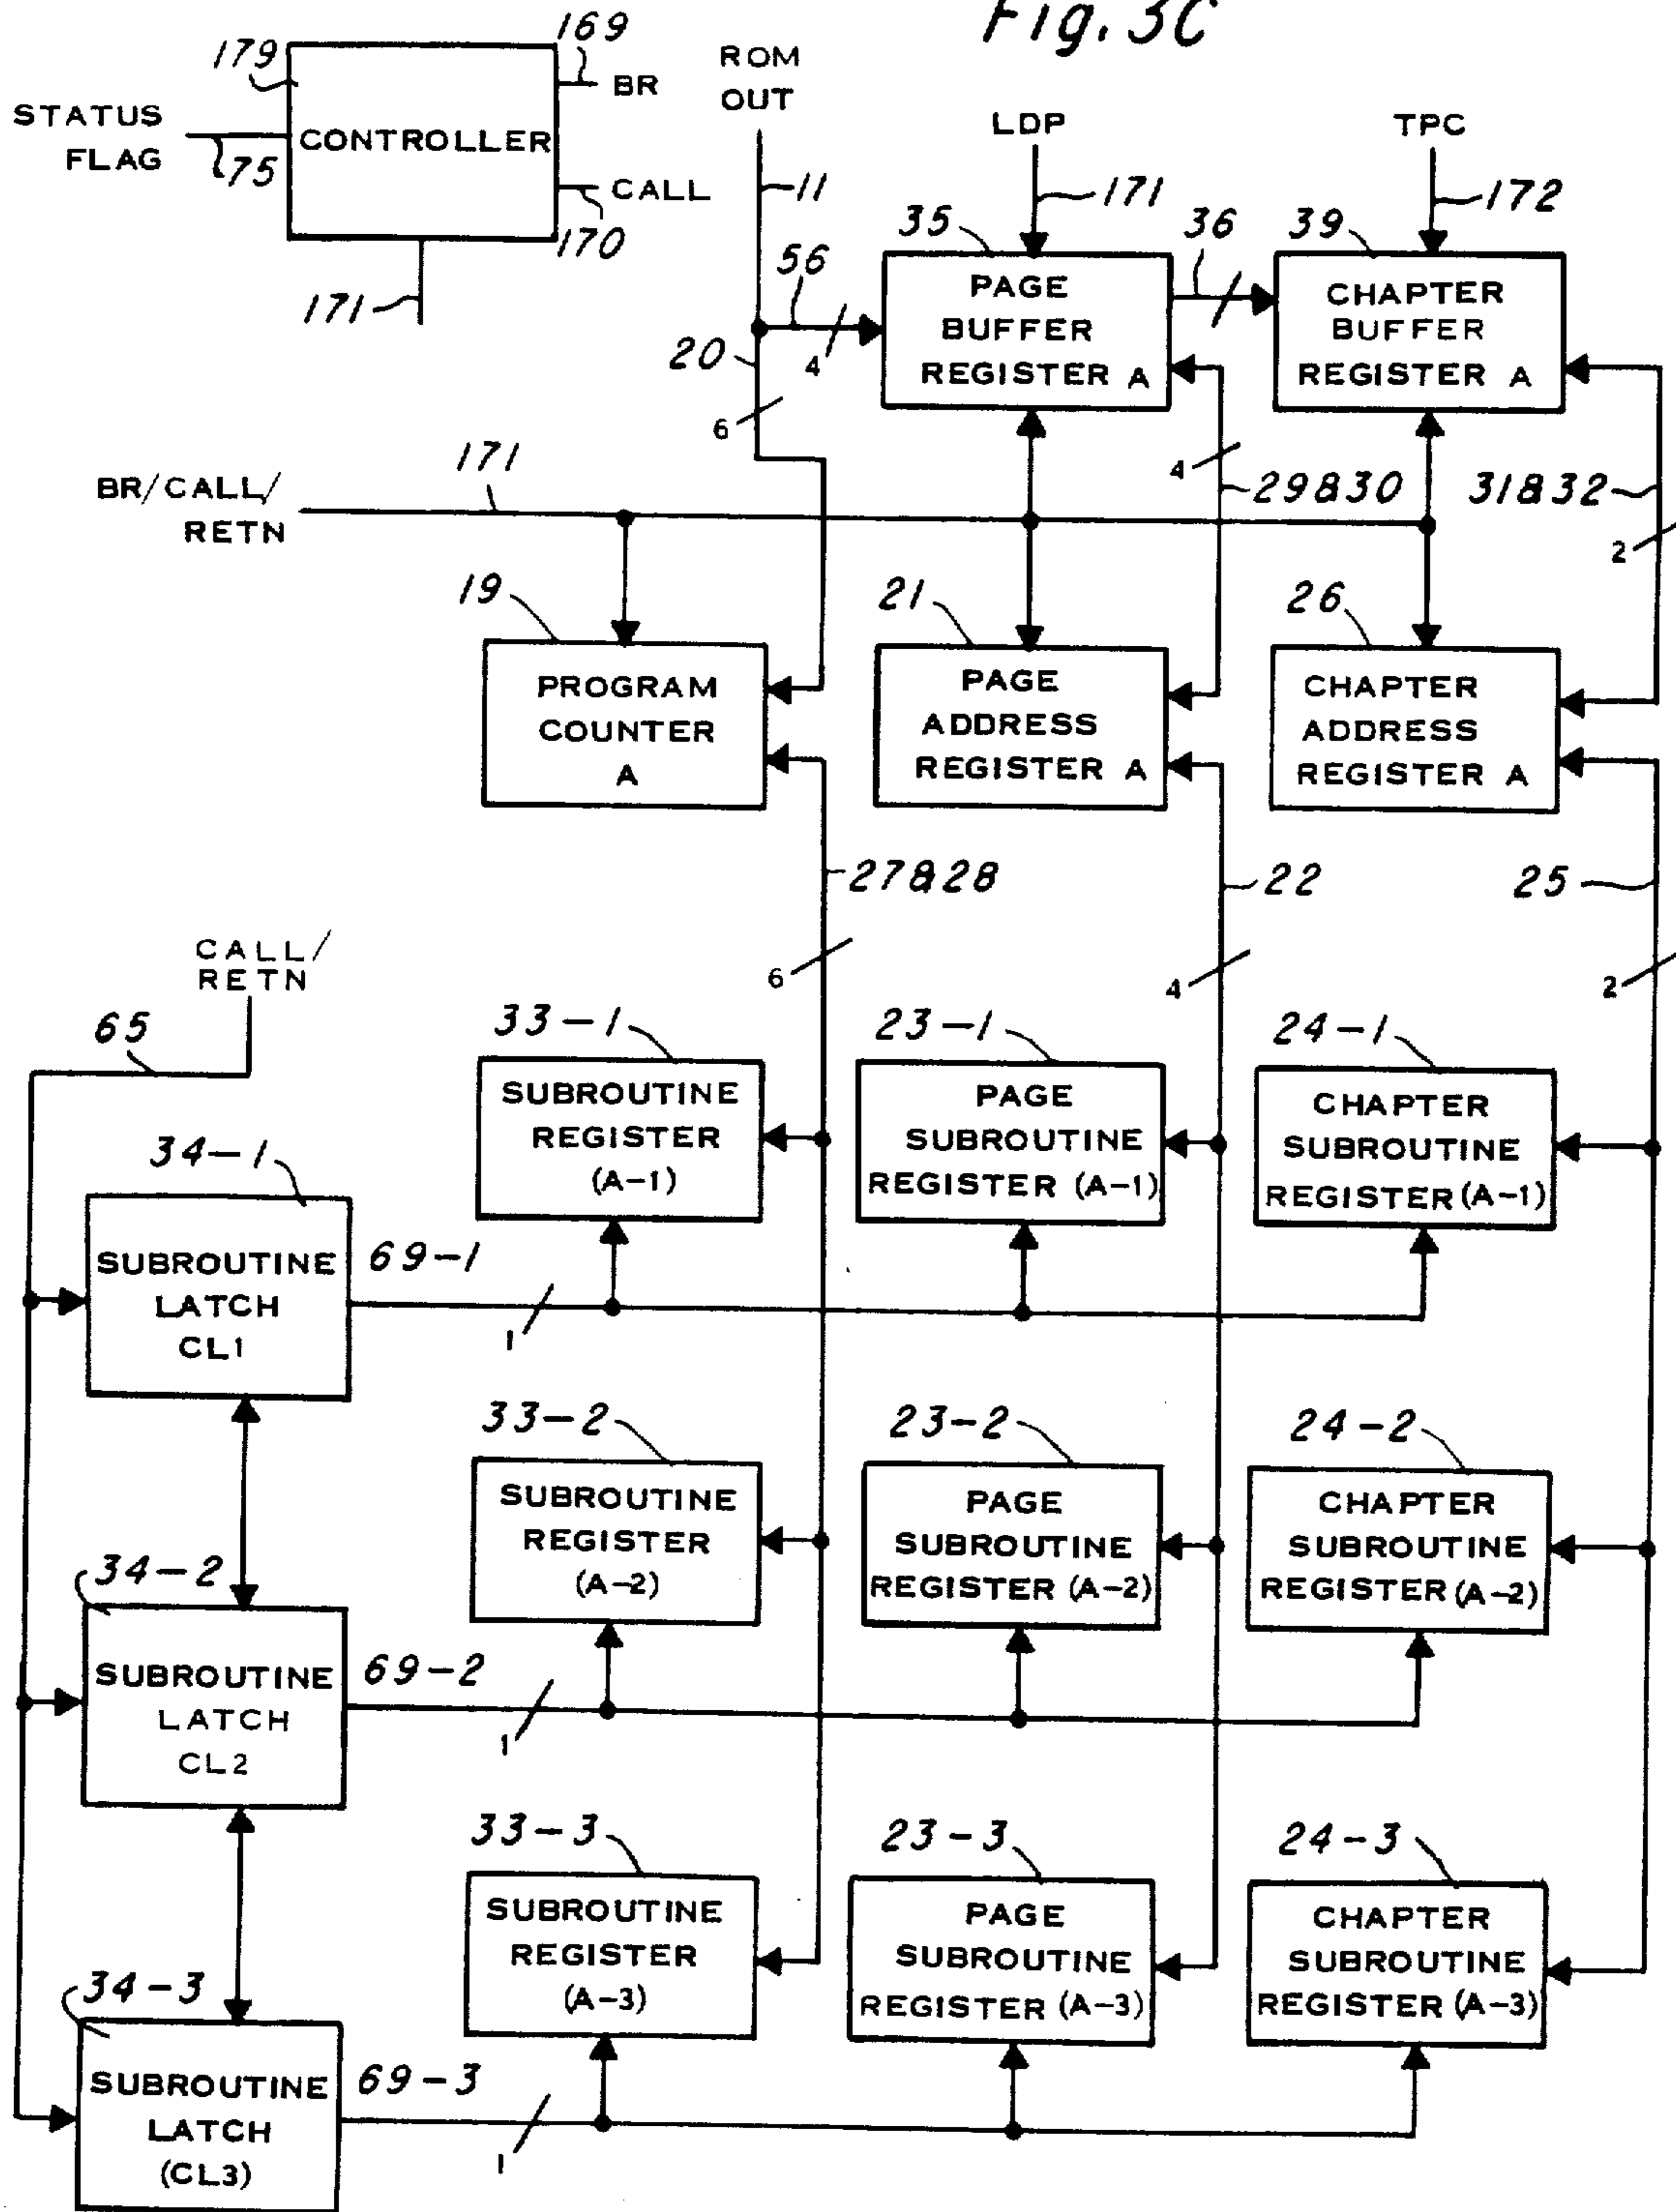 Fig. 3C
179
169
BR
STATUS
FLAG
75
CONTROLLER
CALL
170
171
ROM
OUT
11
LDP
171
TPC
172
35
36
39
56
4
20
6
PAGE
BUFFER
REGISTER A
CHAPTER
BUFFER
REGISTER A
BR/CALL/
RETN
171
4
29&30
31&32
2
19
21
26
PROGRAM
COUNTER
A
PAGE
ADDRESS
REGISTER A
CHAPTER
ADDRESS
REGISTER A
27&28
22
25
6
4
2
CALL/
RETN
65
33-1
23-1
24-1
SUBROUTINE
REGISTER
(A-1)
PAGE
SUBROUTINE
REGISTER (A-1)
CHAPTER
SUBROUTINE
REGISTER (A-1)
34-1
SUBROUTINE
LATCH
CL1
69-1
1
33-2
23-2
24-2
SUBROUTINE
REGISTER
(A-2)
PAGE
SUBROUTINE
REGISTER (A-2)
CHAPTER
SUBROUTINE
REGISTER (A-2)
34-2
SUBROUTINE
LATCH
CL2
69-2
1
33-3
23-3
24-3
SUBROUTINE
REGISTER
(A-3)
PAGE
SUBROUTINE
REGISTER (A-3)
CHAPTER
SUBROUTINE
REGISTER (A-3)
34-3
SUBROUTINE
LATCH
(CL3)
69-3
1